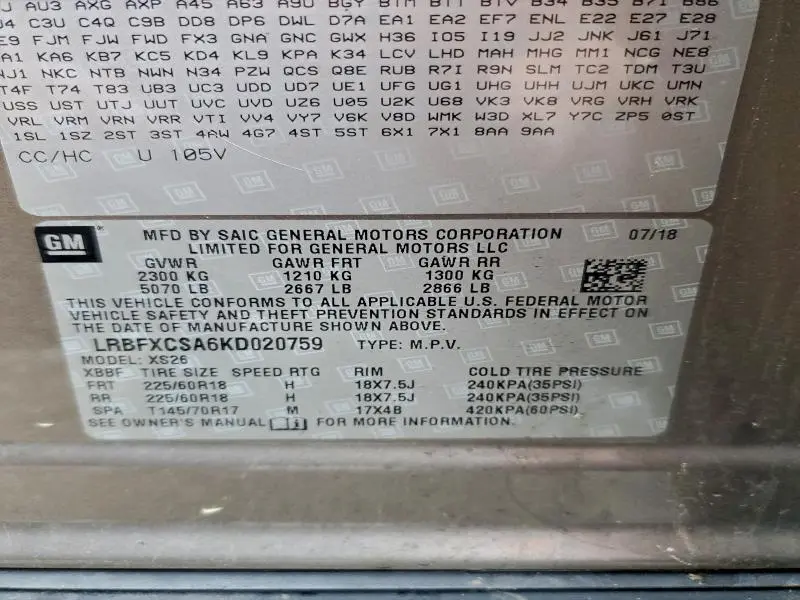 AU3 AXG AXP A45 A63 A9U BGY BTM BTT BTV B34 B35 B71 B86
C3U C4Q C9B DD8 DP6 DWL D7A EA1 EA2 EF7 ENL E22 E27 E28
FJM FJW FWD FX3 GNA GNC GWX H36 IO5 I19 JJ2 JNK J61 J71
KA6 KB7 KC5 KD4 KL9 KPA K34 LCV LHD MAH MHG MM1 NCG NE8
NJ1 NKC NTB NWN N34 PZW QCS Q8E RUB R7I R9N SLM TC2 TDM T3U
T4F T74 T83 UB3 UC3 UDD UD7 UE1 UFG UG1 UHG UHH UJM UKC UMN
USS UST UTJ UUT UVC UVD UZ6 U05 U2K U68 VK3 VK8 VRG VRH VRK
VRL VRM VRN VRR VTI VV4 VY7 V6K V8D WMK W3D XL7 Y7C ZP5 0ST
1SL 1SZ 2ST 3ST 4AW 4G7 4ST 5ST 6X1 7X1 8AA 9AA
CC/HC U 105V
GM
MFD BY SAIC GENERAL MOTORS CORPORATION 07/18
LIMITED FOR GENERAL MOTORS LLC
GVWR GAWR FRT GAWR RR
2300 KG 1210 KG 1300 KG
5070 LB 2667 LB 2866 LB
THIS VEHICLE CONFORMS TO ALL APPLICABLE U.S. FEDERAL MOTOR
VEHICLE SAFETY AND THEFT PREVENTION STANDARDS IN EFFECT ON
THE DATE OF MANUFACTURE SHOWN ABOVE.
LRBFXCSA6KD020759 TYPE: M.P.V.
MODEL: XS26
XBBF TIRE SIZE SPEED RTG RIM COLD TIRE PRESSURE
FRT 225/60R18 H 18X7.5J 240KPA(35PSI)
RR 225/60R18 H 18X7.5J 240KPA(35PSI)
SPA T145/70R17 M 17X4B 420KPA(60PSI)
SEE OWNER'S MANUAL FOR MORE INFORMATION.